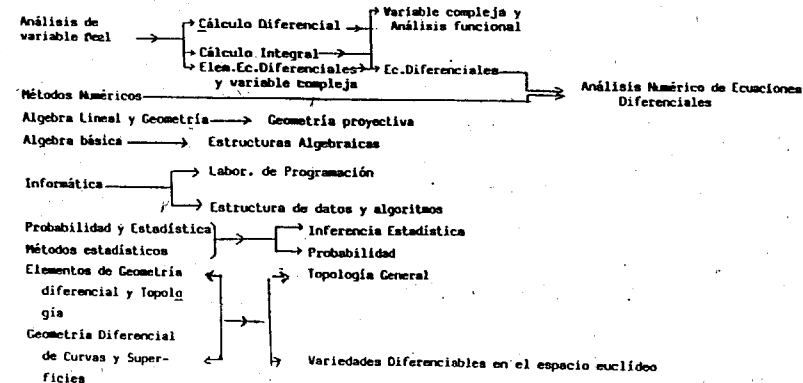 Análisis de
variable Real
Cálculo Diferencial
Cálculo Integral
Elem.Ec.Diferenciales
y variable compleja
Variable compleja y
Análisis funcional
Ec.Diferenciales
Análisis Numérico de Ecuaciones
Diferenciales
Métodos Numéricos
Algebra Lineal y Geometría
Geometría proyectiva
Algebra básica
Estructuras Algebraicas
Informática
Labor. de Programación
Estructura de datos y algoritmos
Probabilidad y Estadística
Métodos estadísticos
Inferencia Estadística
Probabilidad
Elementos de Geometría
diferencial y Topolo
gía
Topología General
Geometría Diferencial
de Curvas y Super-
ficies
Variedades Diferenciables en el espacio euclídeo